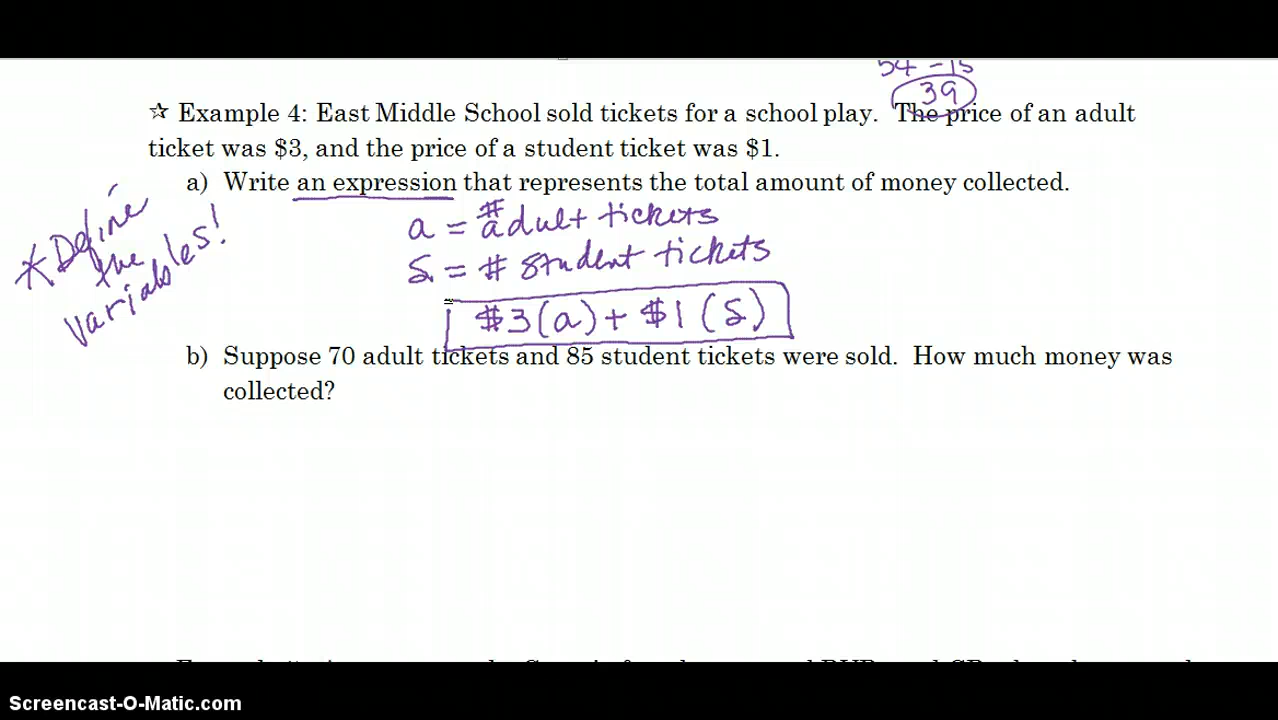 54 - 15
39
☆ Example 4: East Middle School sold tickets for a school play. The price of an adult
ticket was $3, and the price of a student ticket was $1.
a) Write an expression that represents the total amount of money collected.
* Define
the
variables!
a = # adult tickets
s = # student tickets
$3(a) + $1(s)
b) Suppose 70 adult tickets and 85 student tickets were sold. How much money was
collected?
Screencast-O-Matic.com